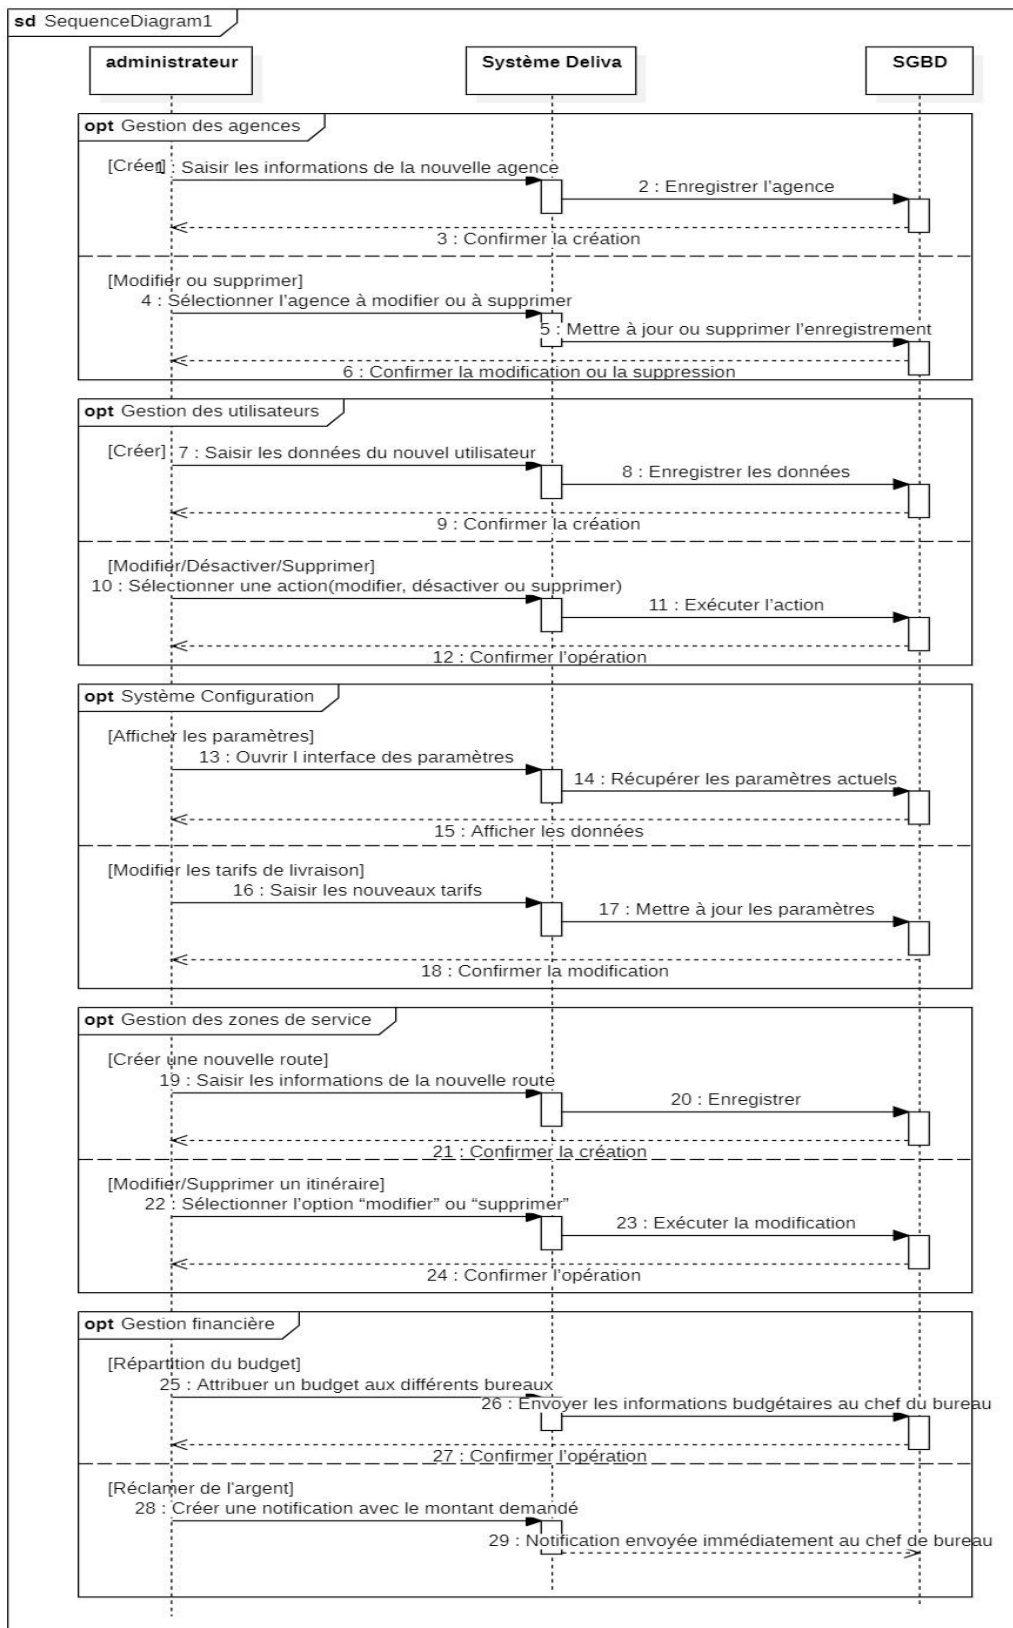 sd SequenceDiagram1
administrateur
Système Deliva
SGBD
opt Gestion des agences
[Créer]
1 : Saisir les informations de la nouvelle agence
2 : Enregistrer l'agence
3 : Confirmer la création
[Modifier ou supprimer]
4 : Sélectionner l'agence à modifier ou à supprimer
5 : Mettre à jour ou supprimer l'enregistrement
6 : Confirmer la modification ou la suppression
opt Gestion des utilisateurs
[Créer]
7 : Saisir les données du nouvel utilisateur
8 : Enregistrer les données
9 : Confirmer la création
[Modifier/Désactiver/Supprimer]
10 : Sélectionner une action(modifier, désactiver ou supprimer)
11 : Exécuter l'action
12 : Confirmer l'opération
opt Système Configuration
[Afficher les paramètres]
13 : Ouvrir l interface des paramètres
14 : Récupérer les paramètres actuels
15 : Afficher les données
[Modifier les tarifs de livraison]
16 : Saisir les nouveaux tarifs
17 : Mettre à jour les paramètres
18 : Confirmer la modification
opt Gestion des zones de service
[Créer une nouvelle route]
19 : Saisir les informations de la nouvelle route
20 : Enregistrer
21 : Confirmer la création
[Modifier/Supprimer un itinéraire]
22 : Sélectionner l'option “modifier” ou “supprimer”
23 : Exécuter la modification
24 : Confirmer l'opération
opt Gestion financière
[Répartition du budget]
25 : Attribuer un budget aux différents bureaux
26 : Envoyer les informations budgétaires au chef du bureau
27 : Confirmer l'opération
[Réclamer de l'argent]
28 : Créer une notification avec le montant demandé
29 : Notification envoyée immédiatement au chef de bureau